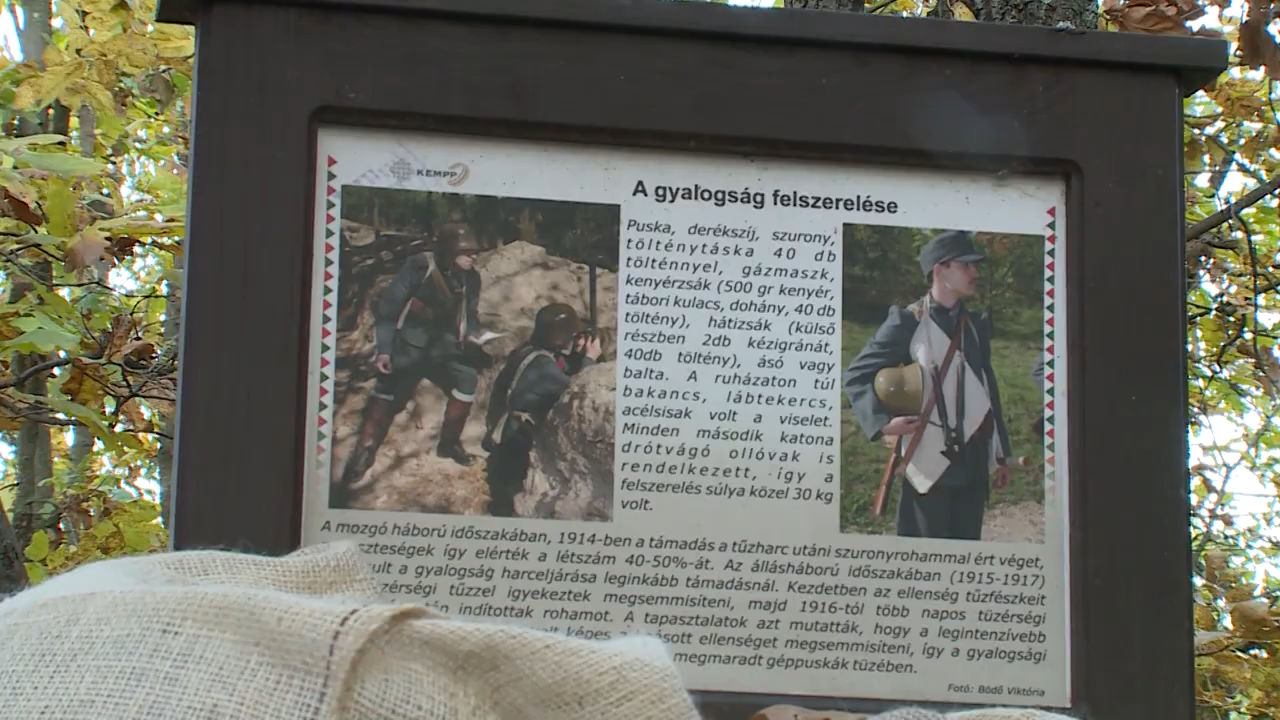 KEMPP
A gyalogság felszerelése
Puska, derékszíj, szurony,
tölténytáska 40 db
tölténnyel, gázmaszk,
kenyérzsák (500 gr kenyér,
tábori kulacs, dohány, 40 db
töltény), hátizsák (külső
részben 2db kézigránát,
40db töltény), ásó vagy
balta. A ruházaton túl
bakancs, lábtekercs,
acélsisak volt a viselet.
Minden második katona
drótvágó ollóvak is
rendelkezett, így a
felszerelés súlya közel 30 kg
volt.
A mozgó háború időszakában, 1914-ben a támadás a tűzharc utáni szuronyrohammal ért véget,
így elérték a létszám 40-50%-át. Az állásháború időszakában (1915-1917)
a gyalogság harceljárása leginkább támadásnál. Kezdetben az ellenség tűzfészkeit
tűzzel igyekeztek megsemmisíteni, majd 1916-tól több napos tüzérségi
indítottak rohamot. A tapasztalatok azt mutatták, hogy a legintenzívebb
képes ellenséget megsemmisíteni, így a gyalogsági
megmaradt géppuskák tüzében.
Fotó: Bódő Viktória